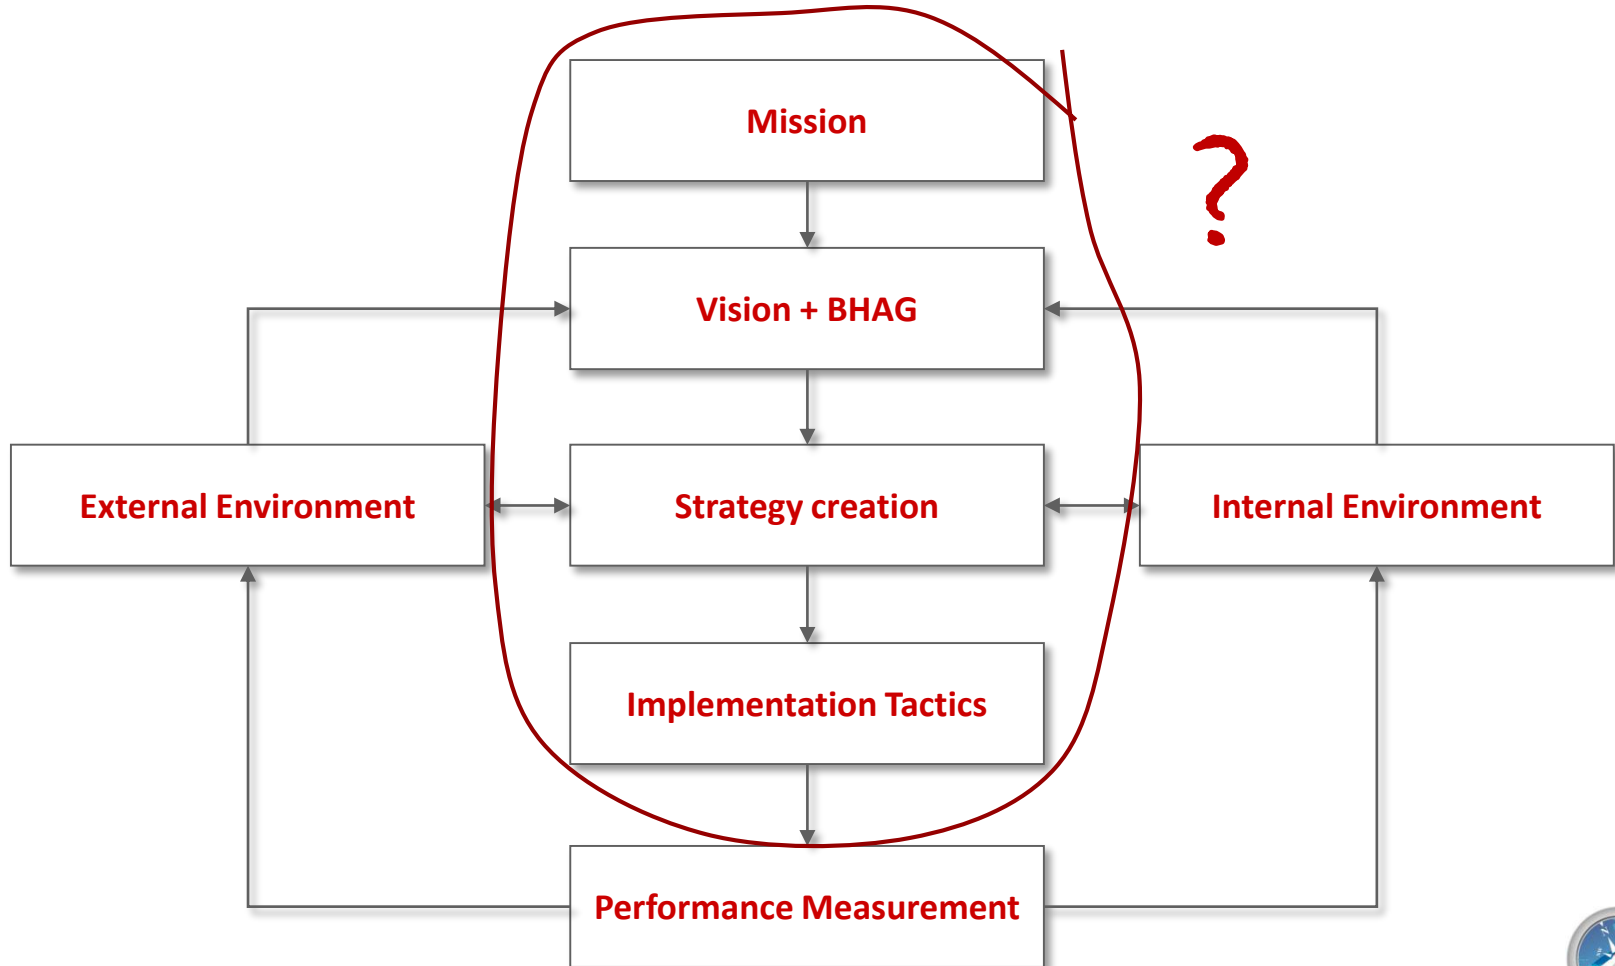 Mission
?
Vision + BHAG
External Environment
Strategy creation
Internal Environment
Implementation Tactics
Performance Measurement